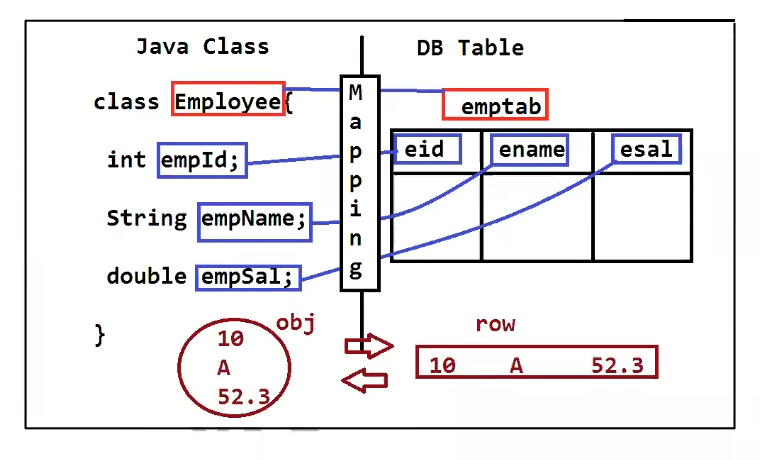 Java Class
DB Table
class Employee{
Mapping
emptab
int empId;
eid ename esal
String empName;
double empSal;
}
obj
10
A
52.3
row
10 A 52.3